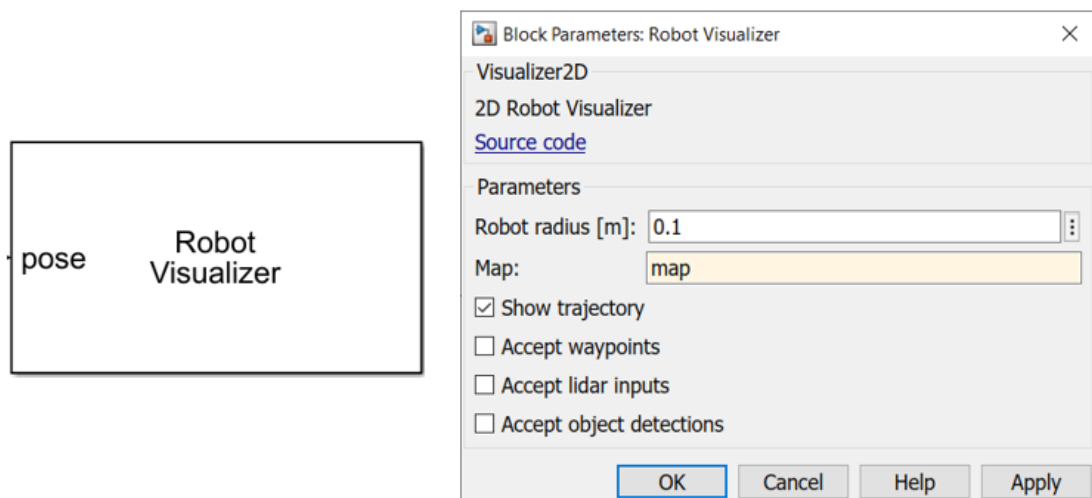 pose
Robot
Visualizer
Block Parameters: Robot Visualizer
Visualizer2D
2D Robot Visualizer
Source code
Parameters
Robot radius [m]: 0.1
Map: map
Show trajectory
Accept waypoints
Accept lidar inputs
Accept object detections
OK Cancel Help Apply